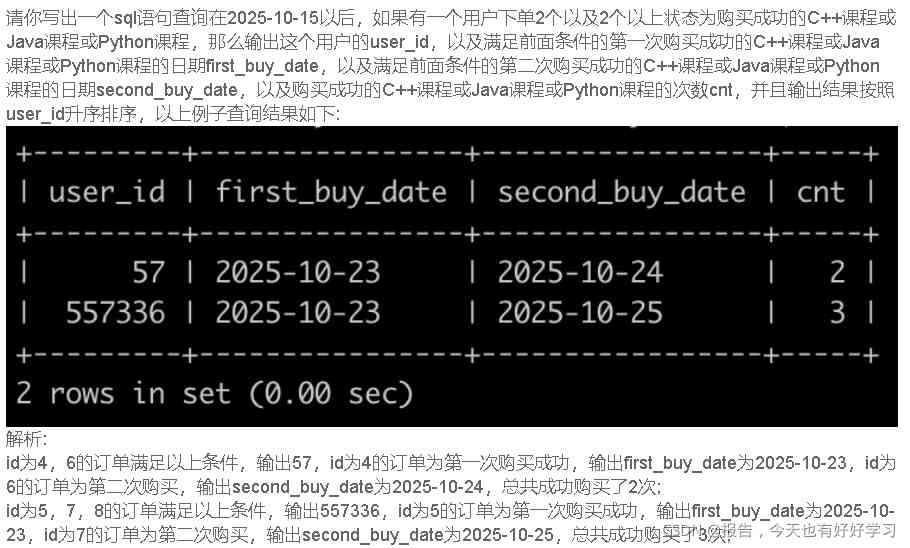 请你写出一个sql语句查询在2025-10-15以后，如果有一个用户下单2个以及2个以上状态为购买成功的C++课程或
Java课程或Python课程，那么输出这个用户的user_id，以及满足前面条件的第一次购买成功的C++课程或Java
课程或Python课程的日期first_buy_date，以及满足前面条件的第二次购买成功的C++课程或Java课程或Python
课程的日期second_buy_date，以及购买成功的C++课程或Java课程或Python课程的次数cnt，并且输出结果按照
user_id升序排序，以上例子查询结果如下:
+---------+----------------+-----------------+-----+
| user_id | first_buy_date | second_buy_date | cnt |
+---------+----------------+-----------------+-----+
| 57 | 2025-10-23 | 2025-10-24 | 2 |
| 557336 | 2025-10-23 | 2025-10-25 | 3 |
+---------+----------------+-----------------+-----+
2 rows in set (0.00 sec)
解析:
id为4，6的订单满足以上条件，输出57，id为4的订单为第一次购买成功，输出first_buy_date为2025-10-23，id为
6的订单为第二次购买，输出second_buy_date为2025-10-24，总共成功购买了2次;
id为5，7，8的订单满足以上条件，输出557336，id为5的订单为第一次购买成功，输出first_buy_date为2025-10-
23，id为7的订单为第二次购买，输出second_buy_date为2025-10-25，总共成功购买了3次;
CSDN @报告，今天也有好好学习